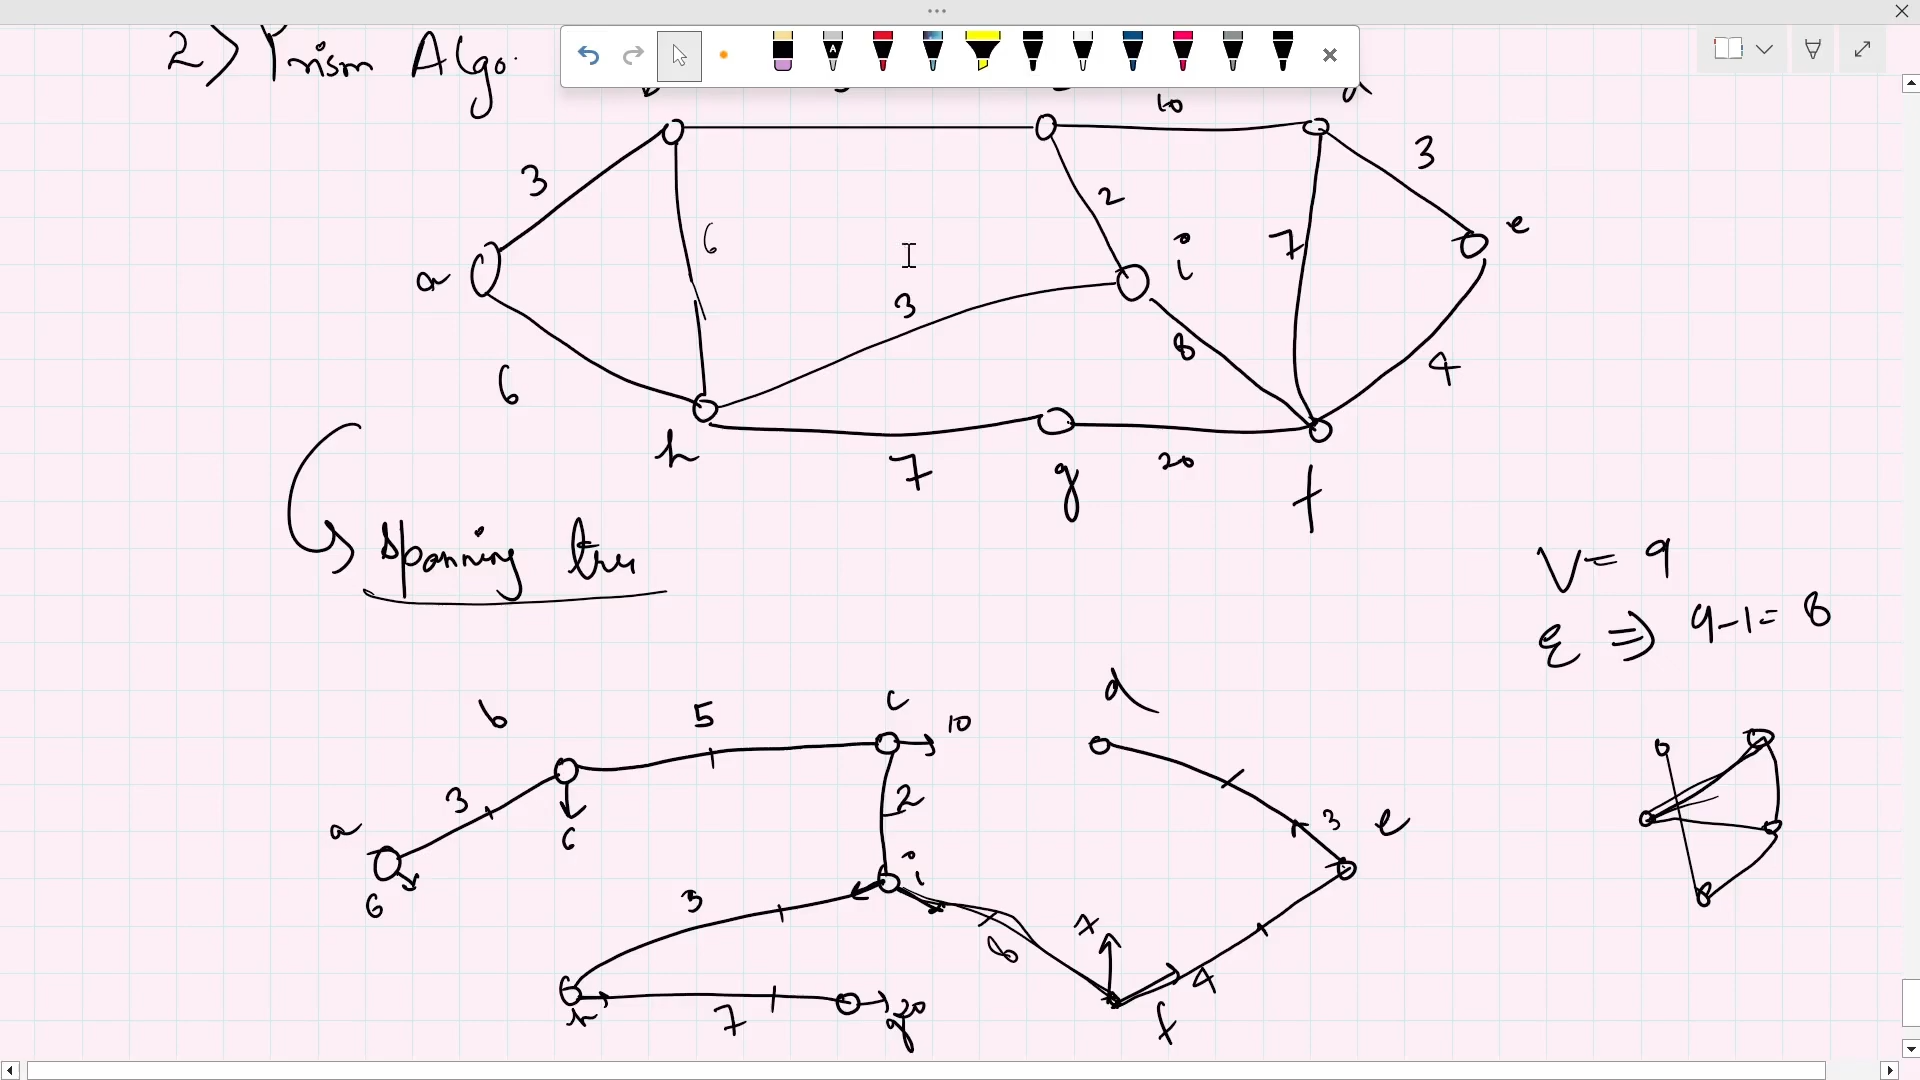 2) Prism Algo.
10
3
3
2
6
i
7
e
a
3
8
6
4
h
7
g
20
f
Spanning tree
V = 9
E ⇒ 9-1 = 8
b
5
c
10
d
3
2
a
6
i
3
e
6
3
x
8
4
h
7
20
g
f